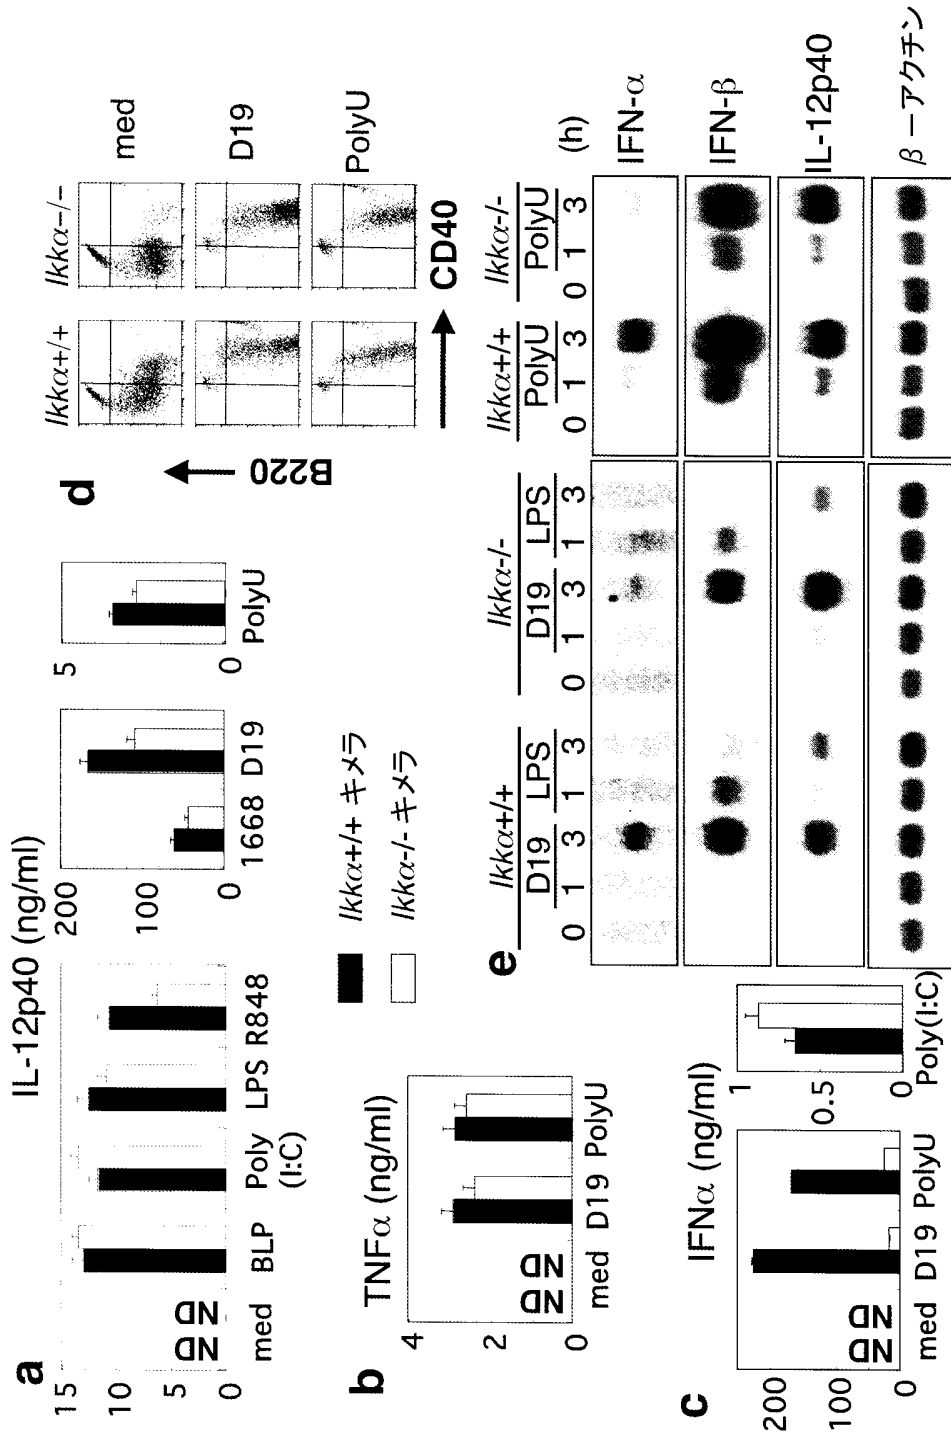 a
IL-12p40 (ng/ml)
15
10
5
0
ND ND
med BLP Poly (I:C) LPS R848
200
100
0
1668 D19
5
0
PolyU
Ikkα+/+ キメラ
Ikkα-/- キメラ
b
TNFα (ng/ml)
4
2
0
ND ND
med D19 PolyU
c
IFNα (ng/ml)
200
100
0
ND ND
med D19 PolyU
1
0.5
0
Poly(I:C)
d
Ikkα+/+ Ikkα-/-
med
D19
PolyU
B220
CD40
e
Ikkα+/+ Ikkα-/- Ikkα+/+ Ikkα-/-
D19 LPS D19 LPS PolyU PolyU
0 1 3 1 3 0 1 3 1 3 0 1 3 0 1 3 (h)
IFN-α
IFN-β
IL-12p40
β－アクチン